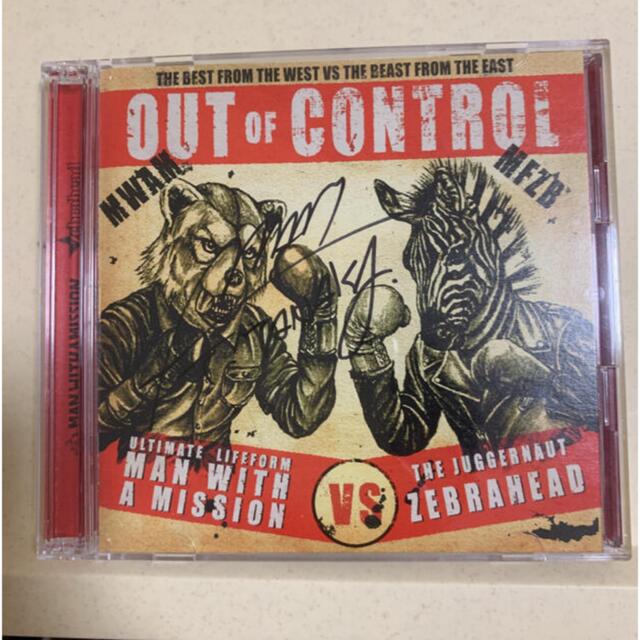 THE BEST FROM THE WEST VS THE BEAST FROM THE EAST
OUT OF CONTROL
MWAM
MFZB
ULTIMATE LIFEFORM
MAN WITH
A MISSION
VS
THE JUGGERNAUT
ZEBRAHEAD
MAN WITH A MISSION
zebrahead